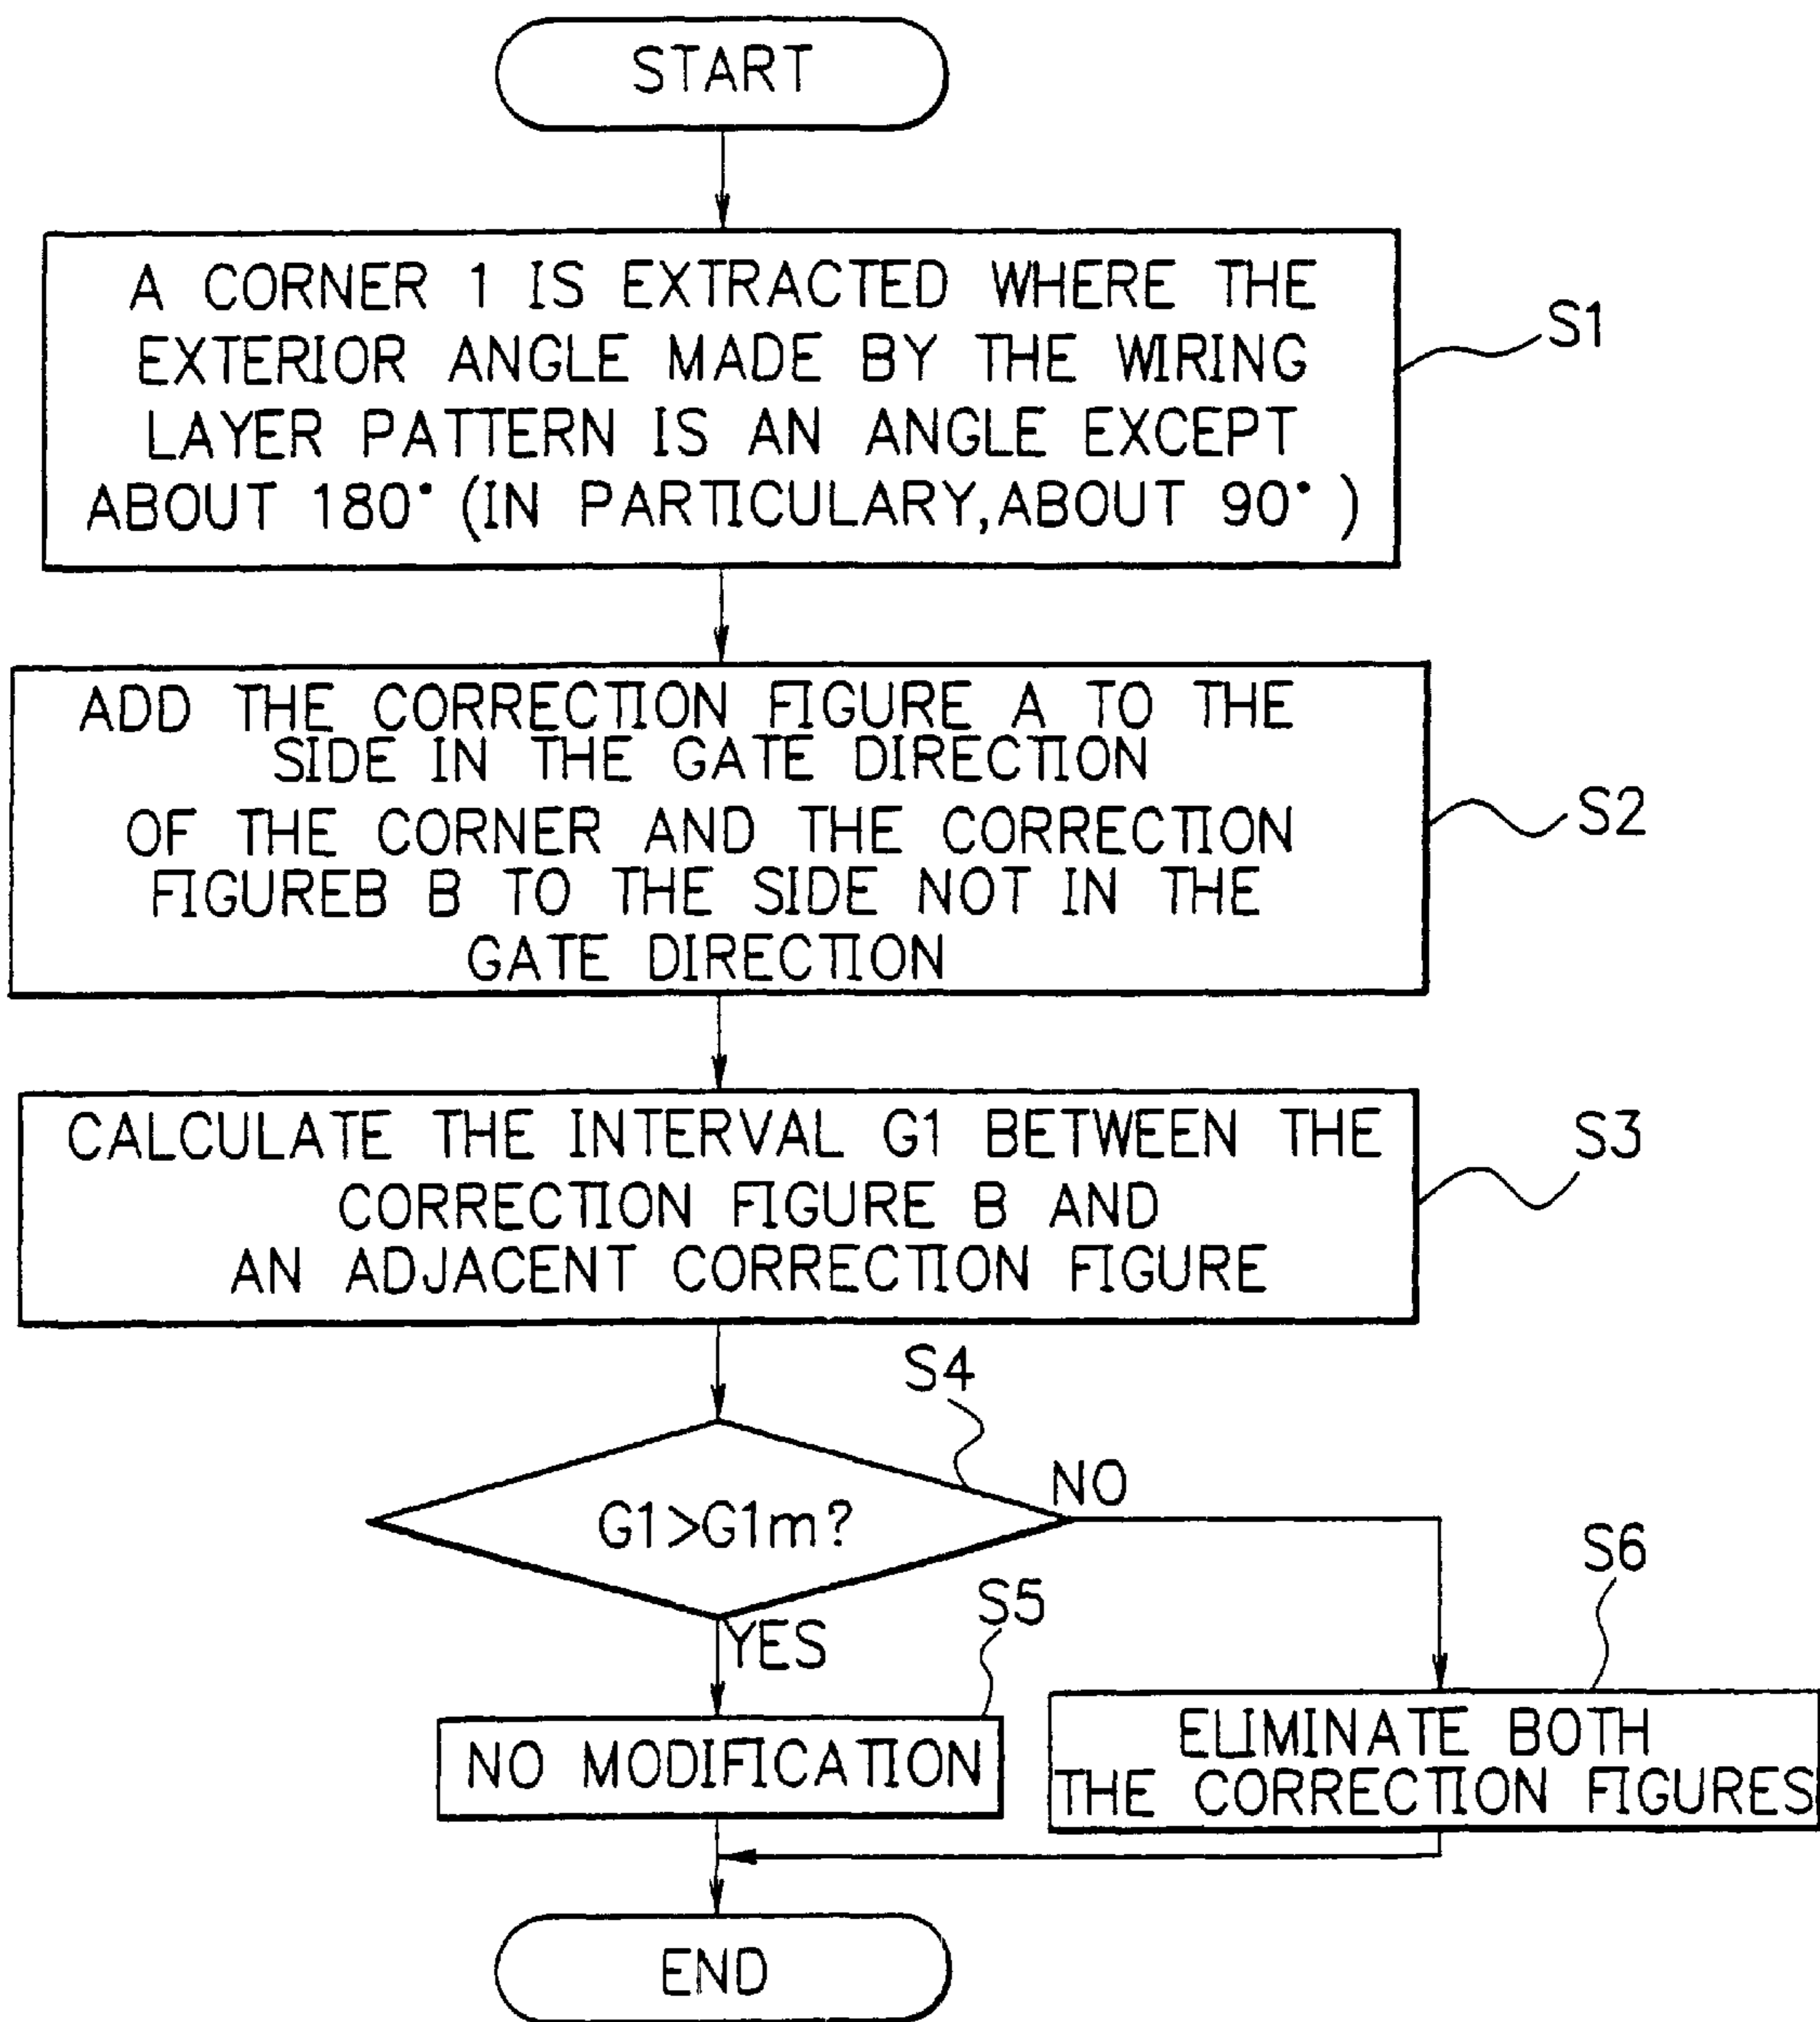 START
A CORNER 1 IS EXTRACTED WHERE THE
EXTERIOR ANGLE MADE BY THE WIRING
LAYER PATTERN IS AN ANGLE EXCEPT
ABOUT 180° (IN PARTICULARY,ABOUT 90° )
S1
ADD THE CORRECTION FIGURE A TO THE
SIDE IN THE GATE DIRECTION
OF THE CORNER AND THE CORRECTION
FIGUREB B TO THE SIDE NOT IN THE
GATE DIRECTION
S2
CALCULATE THE INTERVAL G1 BETWEEN THE
CORRECTION FIGURE B AND
AN ADJACENT CORRECTION FIGURE
S3
S4
G1>G1m?
NO
YES
S5
NO MODIFICATION
S6
ELIMINATE BOTH
THE CORRECTION FIGURES
END